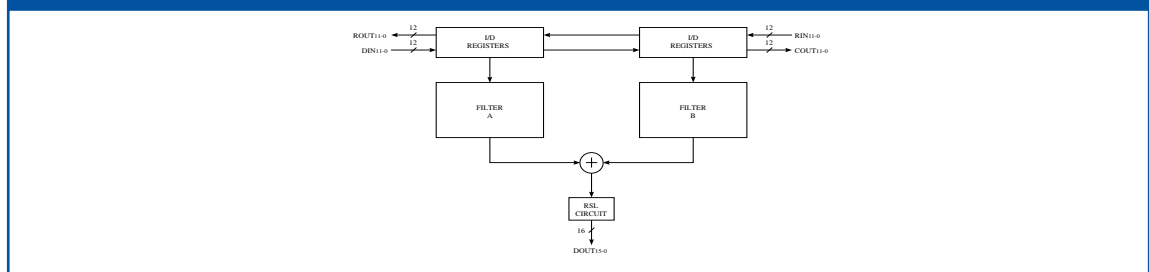 12
12
ROUT11-0
DIN11-0
I/D
REGISTERS
I/D
REGISTERS
12
12
RIN11-0
COUT11-0
FILTER
A
FILTER
B
RSL
CIRCUIT
16
DOUT15-0